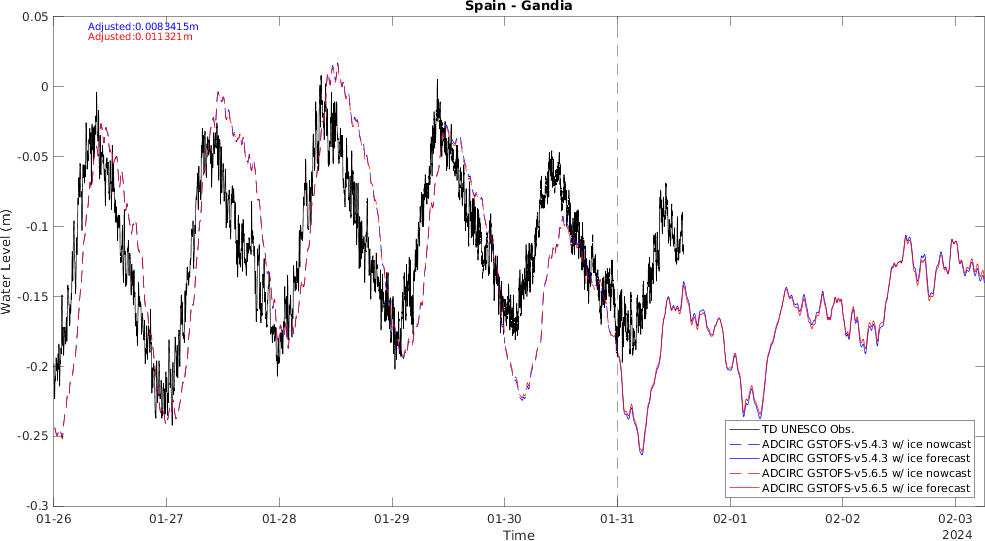 Spain - Gandia
Adjusted:0.0083415m
Adjusted:0.011321m
0.05
0
-0.05
-0.1
-0.15
-0.2
-0.25
-0.3
Water Level (m)
01-26
01-27
01-28
01-29
01-30
01-31
02-01
02-02
02-03
2024
Time
TD UNESCO Obs.
ADCIRC GSTOFS-v5.4.3 w/ ice nowcast
ADCIRC GSTOFS-v5.4.3 w/ ice forecast
ADCIRC GSTOFS-v5.6.5 w/ ice nowcast
ADCIRC GSTOFS-v5.6.5 w/ ice forecast